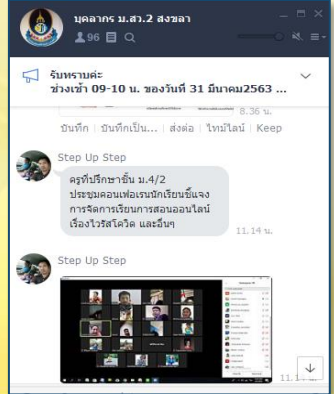 บุคลากร ม.สว.2 สงขลา
96
รับทราบค่ะ
ช่วงเช้า 09-10 น. ของวันที่ 31 มีนาคม2563 ...
8.36 น.
บันทึก | บันทึกเป็น... | ส่งต่อ | ไทม์ไลน์ | Keep
Step Up Step
ครูที่ปรึกษาชั้น ม.4/2
ประชุมคอนเฟอเรนนักเรียนชี้แจง
การจัดการเรียนการสอนออนไลน์
เรื่องไวรัสโควิด และอื่นๆ
11.14 น.
Step Up Step